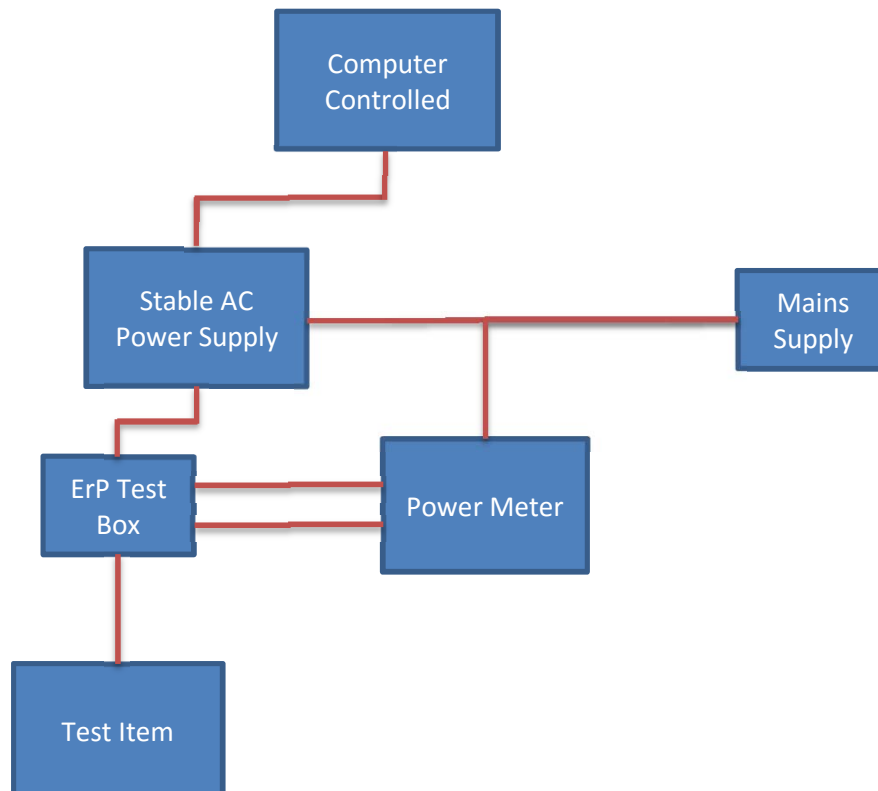 Computer
Controlled
Stable AC
Power Supply
Mains
Supply
ErP Test
Box
Power Meter
Test Item